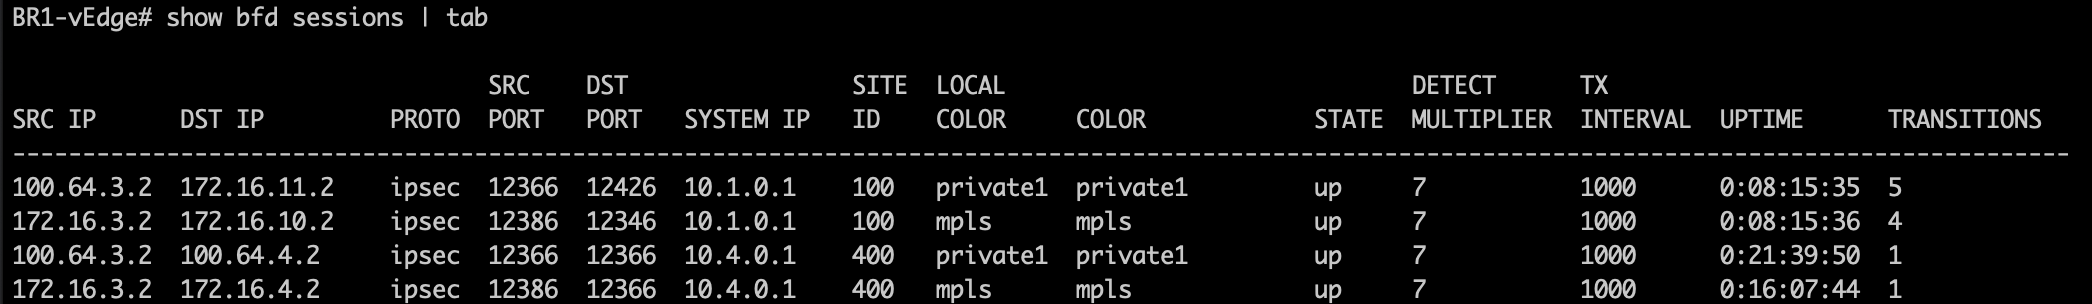 BR1-vEdge# show bfd sessions | tab
SRC DST SITE LOCAL DETECT TX
SRC IP DST IP PROTO PORT PORT SYSTEM IP ID COLOR COLOR STATE MULTIPLIER INTERVAL UPTIME TRANSITIONS
----------------------------------------------------------------------------------------------------------------------------------------------------
100.64.3.2 172.16.11.2 ipsec 12366 12426 10.1.0.1 100 private1 private1 up 7 1000 0:08:15:35 5
172.16.3.2 172.16.10.2 ipsec 12386 12346 10.1.0.1 100 mpls mpls up 7 1000 0:08:15:36 4
100.64.3.2 100.64.4.2 ipsec 12366 12366 10.4.0.1 400 private1 private1 up 7 1000 0:21:39:50 1
172.16.3.2 172.16.4.2 ipsec 12386 12366 10.4.0.1 400 mpls mpls up 7 1000 0:16:07:44 1